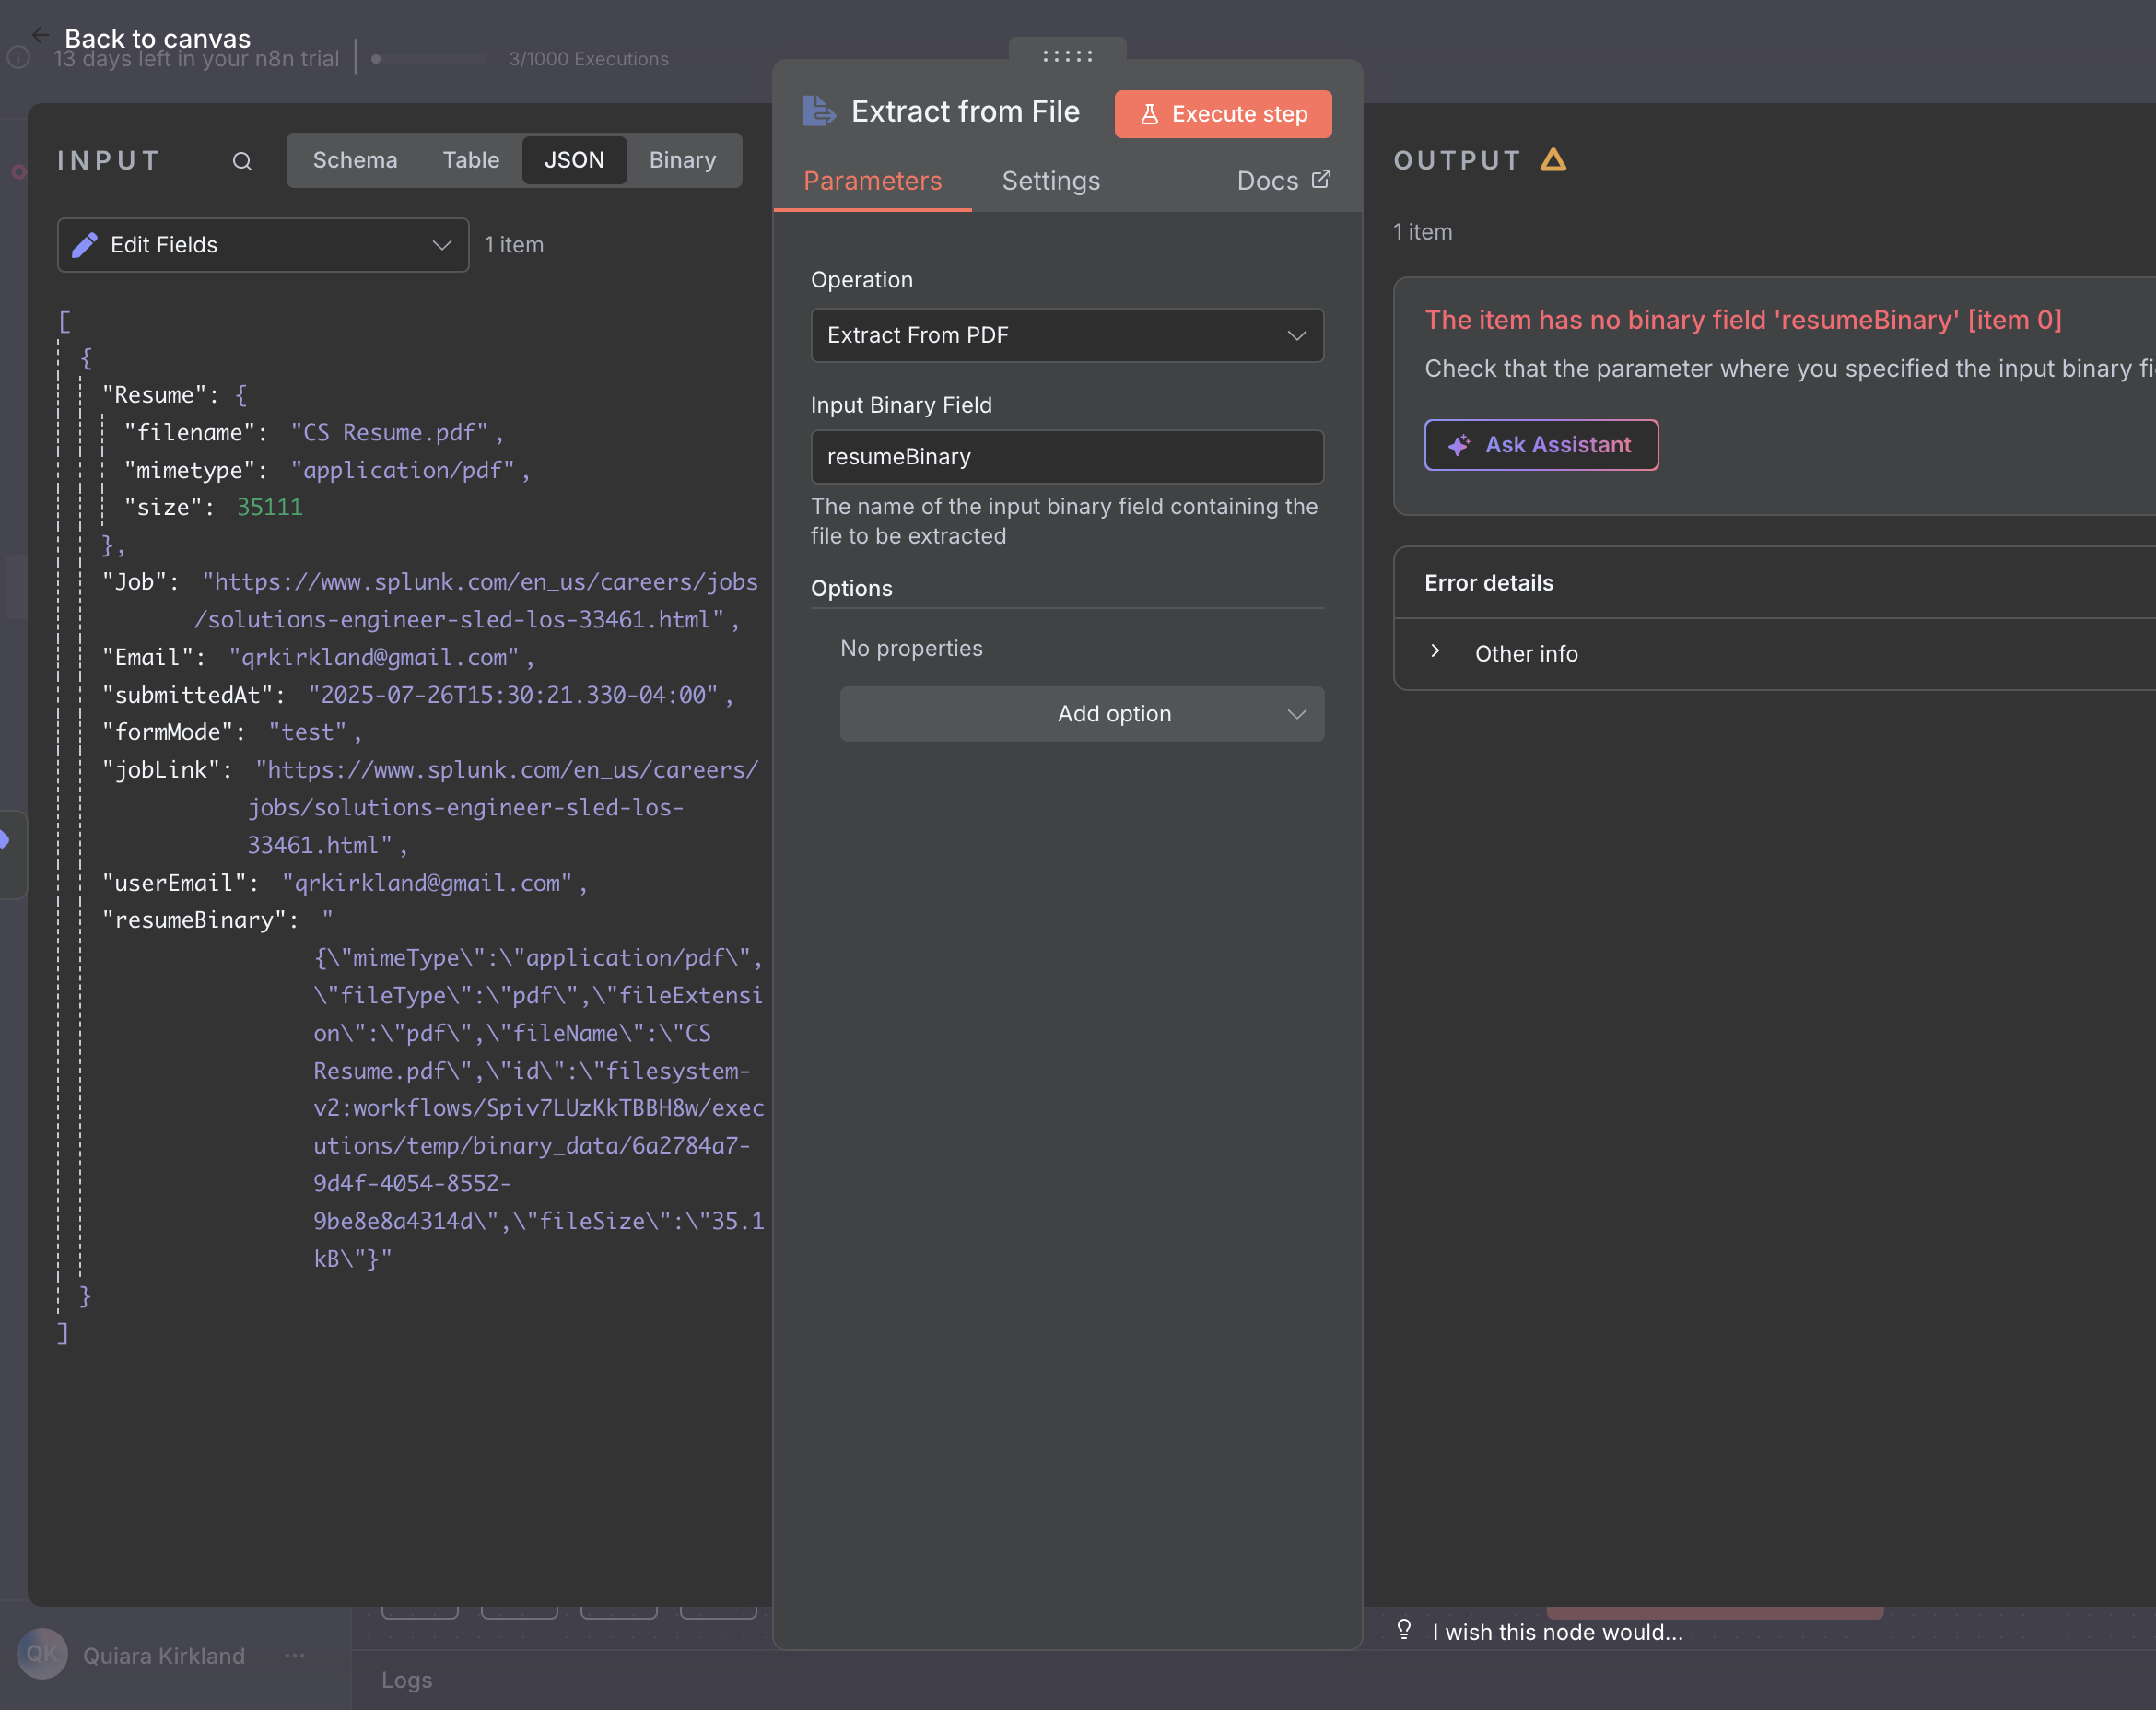 Back to canvas
13 days left in your n8n trial
3/1000 Executions
INPUT
Schema Table JSON Binary
Edit Fields
1 item
[
{
"Resume": {
"filename": "CS Resume.pdf",
"mimetype": "application/pdf",
"size": 35111
},
"Job": "https://www.splunk.com/en_us/careers/jobs
/solutions-engineer-sled-los-33461.html",
"Email": "qrkirkland@gmail.com",
"submittedAt": "2025-07-26T15:30:21.330-04:00",
"formMode": "test",
"jobLink": "https://www.splunk.com/en_us/careers/
jobs/solutions-engineer-sled-los-
33461.html",
"userEmail": "qrkirkland@gmail.com",
"resumeBinary": "
{\"mimeType\":\"application/pdf\",
\"fileType\":\"pdf\",\"fileExtensi
on\":\"pdf\",\"fileName\":\"CS
Resume.pdf\",\"id\":\"filesystem-
v2:workflows/Spiv7LUzKkTBBH8w/exec
utions/temp/binary_data/6a2784a7-
9d4f-4054-8552-
9be8e8a4314d\",\"fileSize\":\"35.1
kB\"}"
}
]
Extract from File
Execute step
Parameters Settings Docs
Operation
Extract From PDF
Input Binary Field
resumeBinary
The name of the input binary field containing the
file to be extracted
Options
No properties
Add option
OUTPUT
1 item
The item has no binary field 'resumeBinary' [item 0]
Check that the parameter where you specified the input binary fi
Ask Assistant
Error details
Other info
I wish this node would...
QK
Quiara Kirkland
Logs